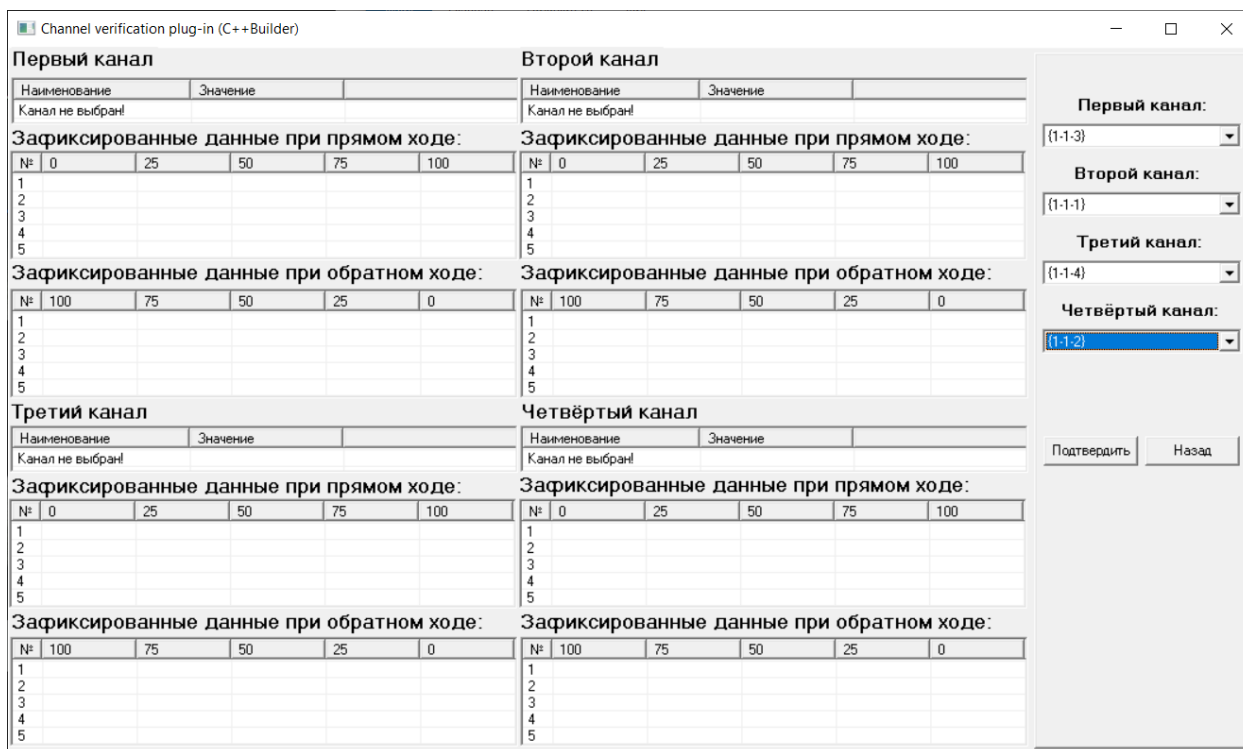 Channel verification plug-in (C++Builder)
Первый канал
Наименование Значение
Канал не выбран!
Зафиксированные данные при прямом ходе:
№ 0 25 50 75 100
1
2
3
4
5
Зафиксированные данные при обратном ходе:
№ 100 75 50 25 0
1
2
3
4
5
Второй канал
Наименование Значение
Канал не выбран!
Зафиксированные данные при прямом ходе:
№ 0 25 50 75 100
1
2
3
4
5
Зафиксированные данные при обратном ходе:
№ 100 75 50 25 0
1
2
3
4
5
Третий канал
Наименование Значение
Канал не выбран!
Зафиксированные данные при прямом ходе:
№ 0 25 50 75 100
1
2
3
4
5
Зафиксированные данные при обратном ходе:
№ 100 75 50 25 0
1
2
3
4
5
Четвёртый канал
Наименование Значение
Канал не выбран!
Зафиксированные данные при прямом ходе:
№ 0 25 50 75 100
1
2
3
4
5
Зафиксированные данные при обратном ходе:
№ 100 75 50 25 0
1
2
3
4
5
Первый канал:
{1-1-3}
Второй канал:
{1-1-1}
Третий канал:
{1-1-4}
Четвёртый канал:
{1-1-2}
Подтвердить Назад